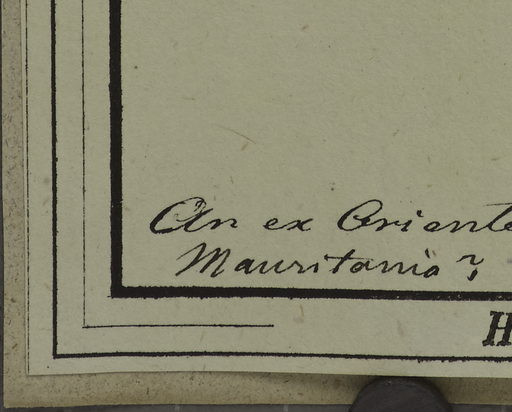 An ex Oriente
Mauritania?
H